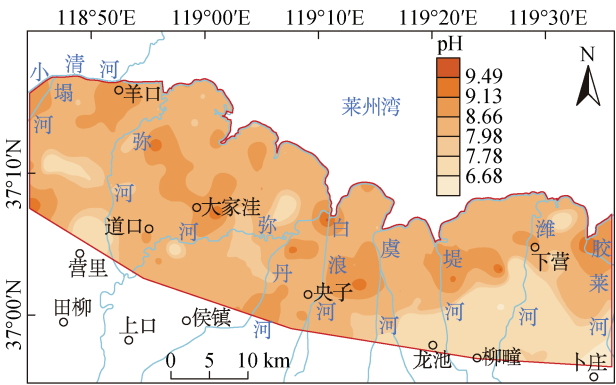 118°50′E 119°00′E 119°10′E 119°20′E 119°30′E
37°10′N
37°00′N
pH
9.49
9.13
8.66
7.98
7.78
6.68
N
莱州湾
小清河
塌河
羊口
弥河
大家洼
道口
弥河
营里
田柳
上口
侯镇
丹河
白浪河
央子
虞河
堤河
潍河
下营
胶莱河
龙池
柳疃
卜庄
0 5 10 km